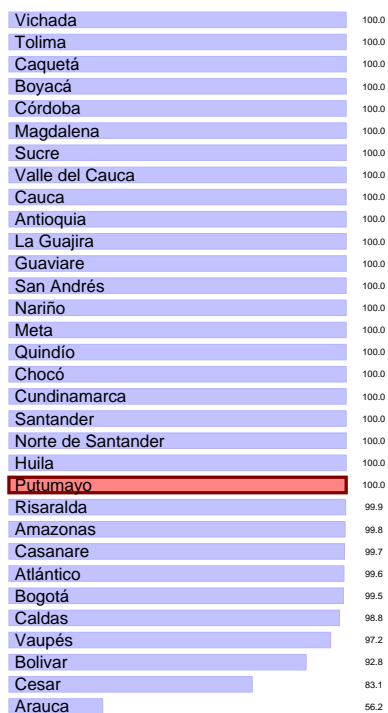 Vichada 100.0
Tolima 100.0
Caquetá 100.0
Boyacá 100.0
Córdoba 100.0
Magdalena 100.0
Sucre 100.0
Valle del Cauca 100.0
Cauca 100.0
Antioquia 100.0
La Guajira 100.0
Guaviare 100.0
San Andrés 100.0
Nariño 100.0
Meta 100.0
Quindío 100.0
Chocó 100.0
Cundinamarca 100.0
Santander 100.0
Norte de Santander 100.0
Huila 100.0
Putumayo 100.0
Risaralda 99.9
Amazonas 99.8
Casanare 99.7
Atlántico 99.6
Bogotá 99.5
Caldas 98.8
Vaupés 97.2
Bolivar 92.8
Cesar 83.1
Arauca 56.2